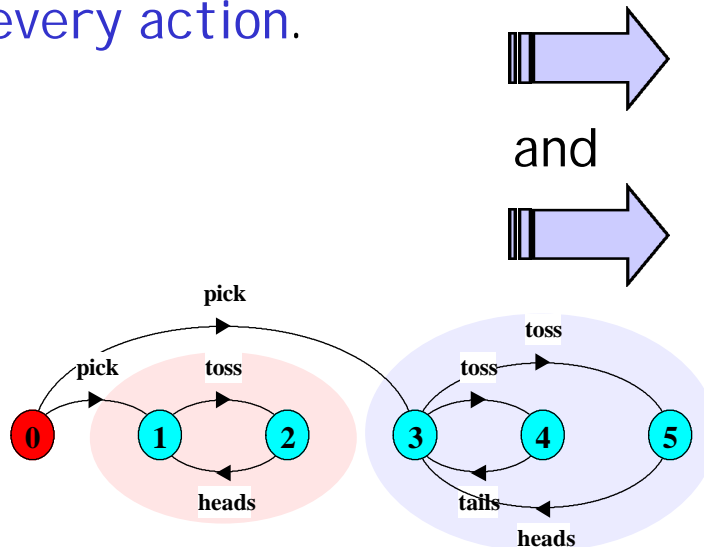 every action.
and
pick
toss
pick toss toss
0 1 2 3 4 5
heads tails
heads